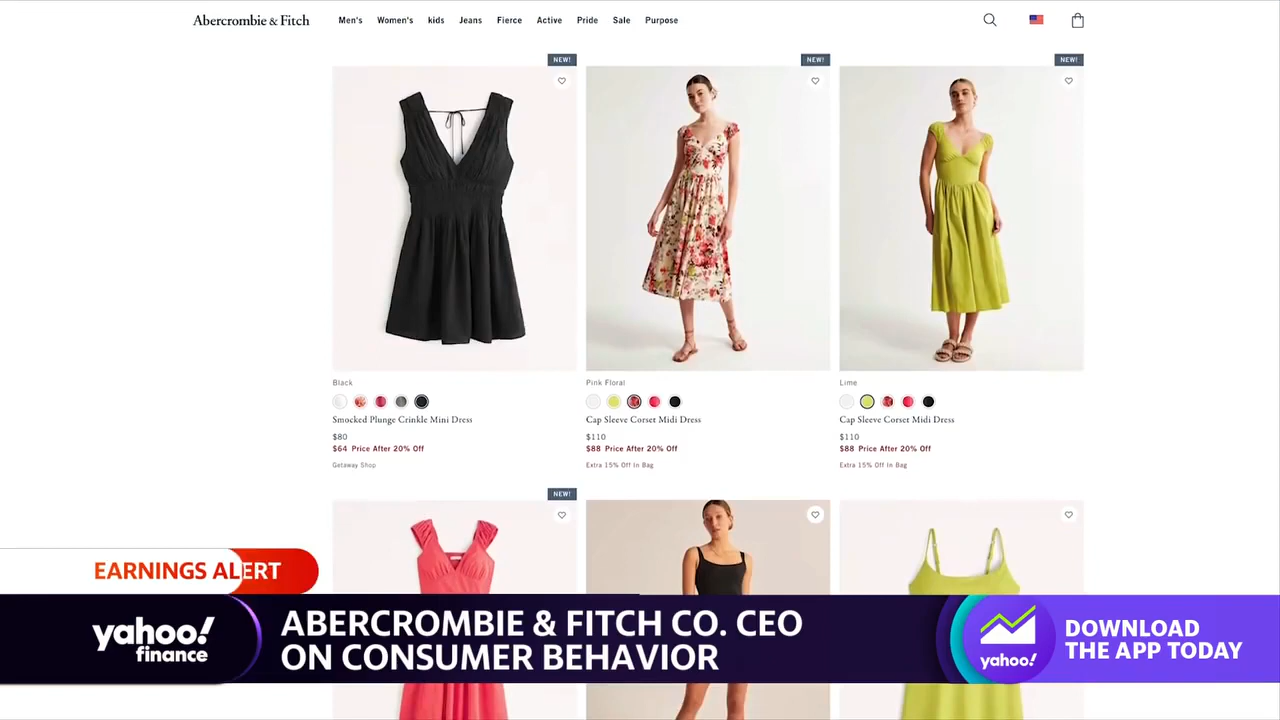 Abercrombie & Fitch
Men's Women's kids Jeans Fierce Active Pride Sale Purpose
NEW! NEW! NEW!
Black
Smocked Plunge Crinkle Mini Dress
$80
$64 Price After 20% Off
Getaway Shop
Pink Floral
Cap Sleeve Corset Midi Dress
$110
$88 Price After 20% Off
Extra 15% Off In Bag
Lime
Cap Sleeve Corset Midi Dress
$110
$88 Price After 20% Off
Extra 15% Off In Bag
NEW!
EARNINGS ALERT
yahoo!
finance
ABERCROMBIE & FITCH CO. CEO
ON CONSUMER BEHAVIOR
yahoo!
DOWNLOAD
THE APP TODAY